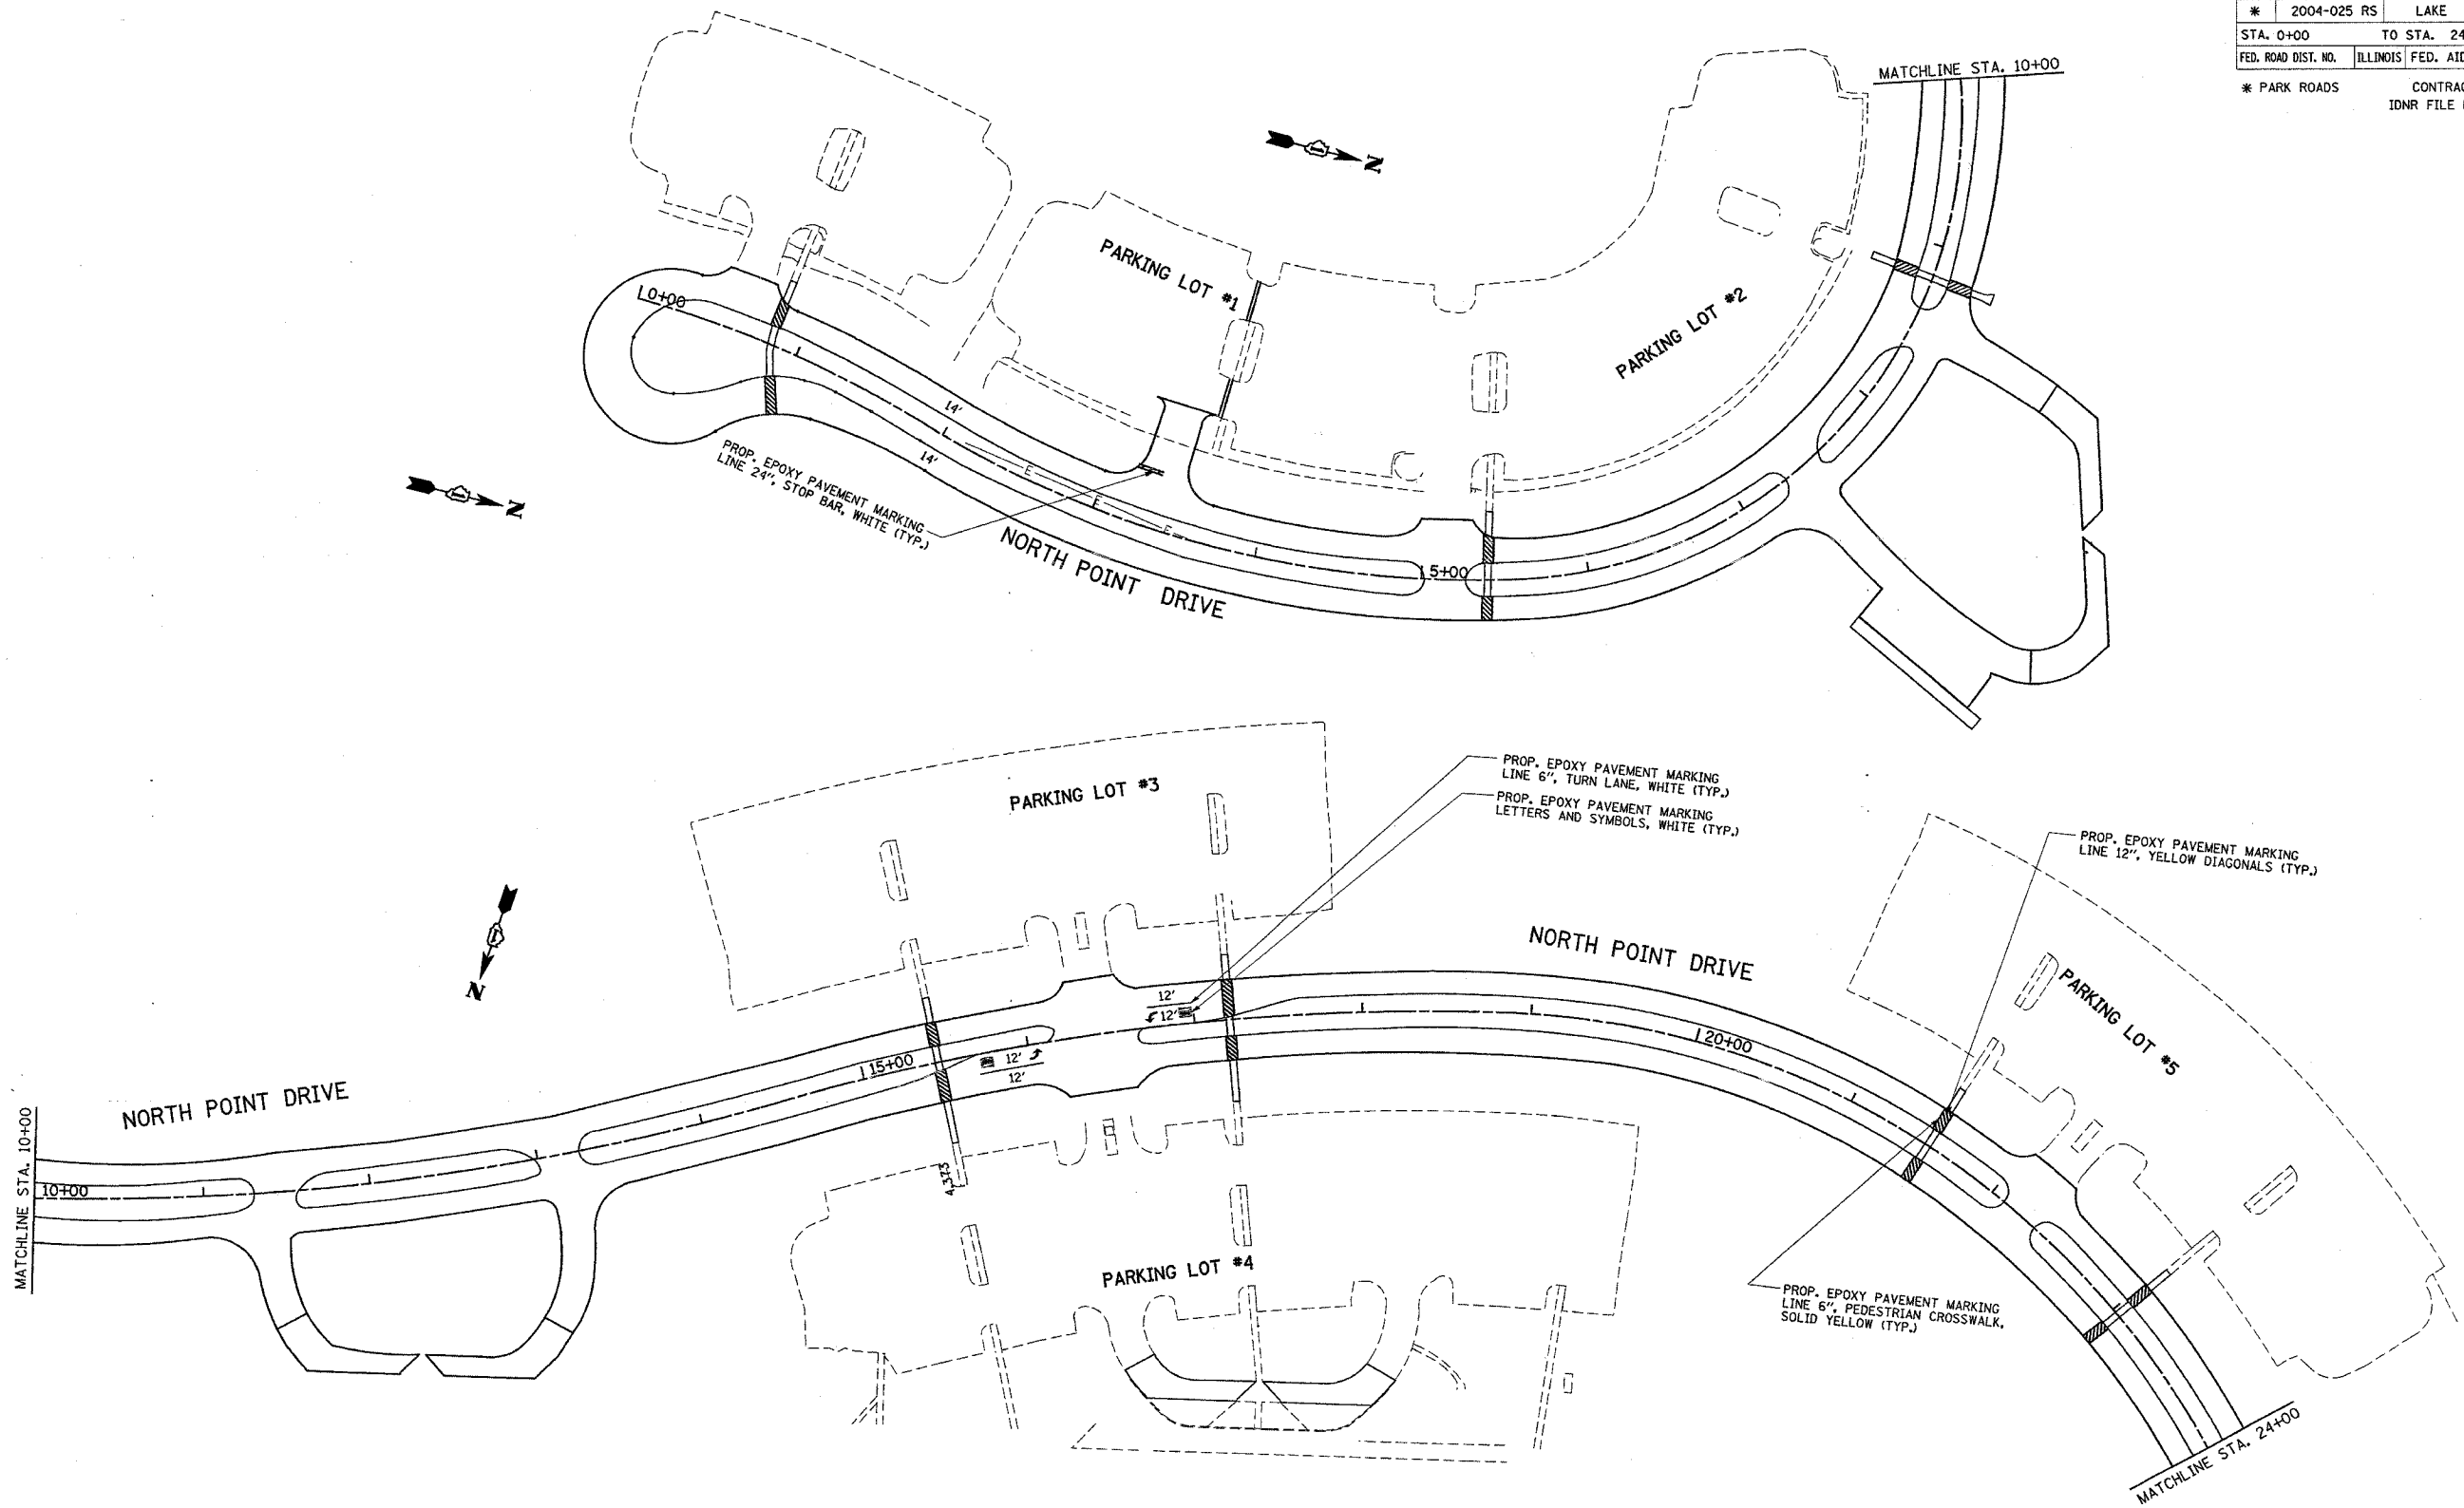 * 2004-025 RS LAKE
STA. 0+00 TO STA. 24
FED. ROAD DIST. NO. ILLINOIS FED. AID
* PARK ROADS CONTRAC
IDNR FILE
MATCHLINE STA. 10+00
N
PARKING LOT #1
PARKING LOT #2
0+00
14'
14'
PROP. EPOXY PAVEMENT MARKING
LINE 24", STOP BAR, WHITE (TYP.)
E
E
E
N
NORTH POINT DRIVE
5+00
PARKING LOT #3
PROP. EPOXY PAVEMENT MARKING
LINE 6", TURN LANE, WHITE (TYP.)
PROP. EPOXY PAVEMENT MARKING
LETTERS AND SYMBOLS, WHITE (TYP.)
PROP. EPOXY PAVEMENT MARKING
LINE 12", YELLOW DIAGONALS (TYP.)
N
NORTH POINT DRIVE
PARKING LOT #5
12'
12'
20+00
15+00
12'
12'
NORTH POINT DRIVE
MATCHLINE STA. 10+00
10+00
4,323
PARKING LOT #4
PROP. EPOXY PAVEMENT MARKING
LINE 6", PEDESTRIAN CROSSWALK,
SOLID YELLOW (TYP.)
MATCHLINE STA. 24+00